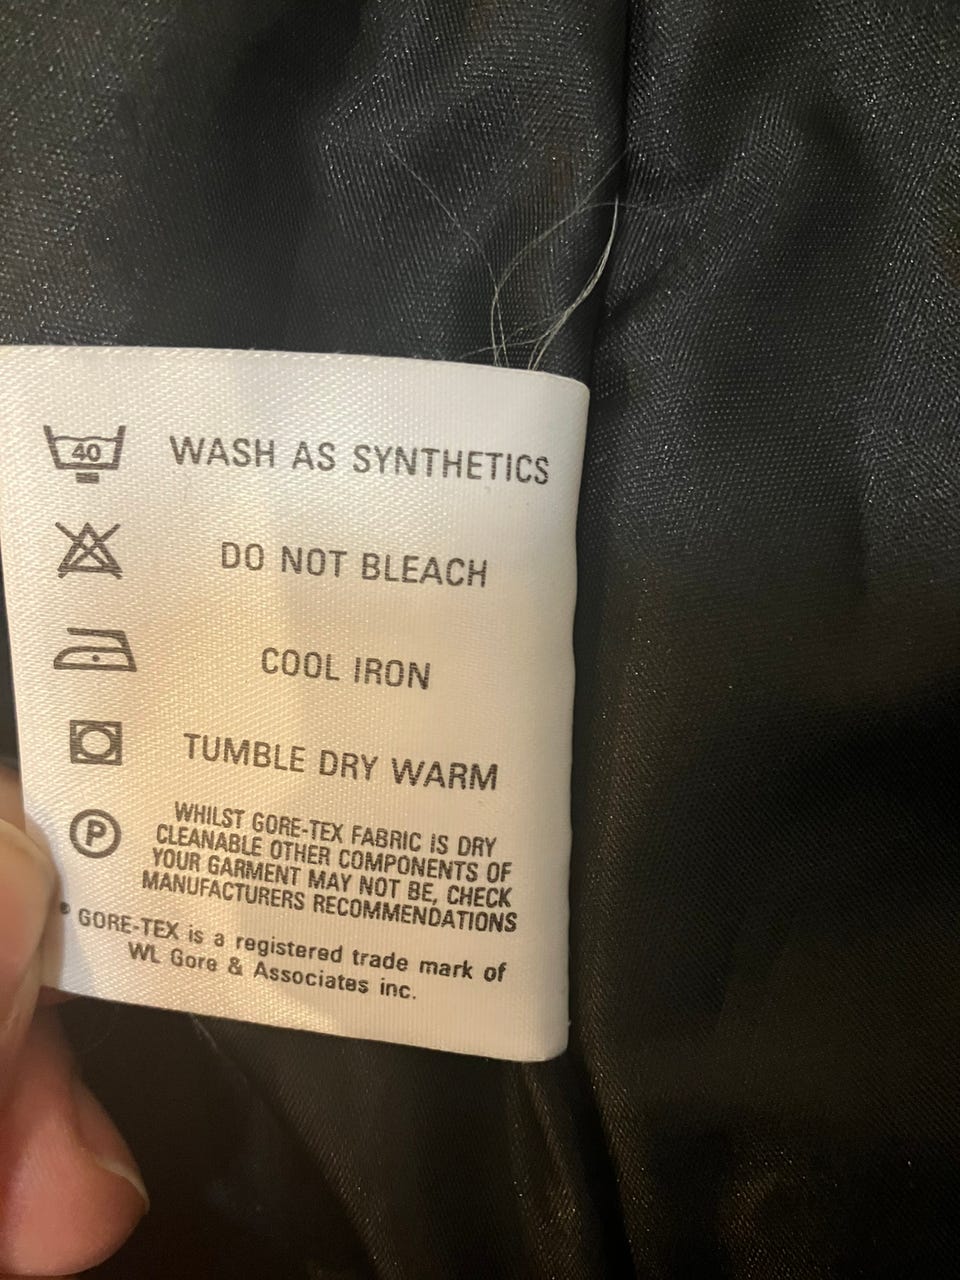 40 WASH AS SYNTHETICS
DO NOT BLEACH
COOL IRON
TUMBLE DRY WARM
P WHILST GORE-TEX FABRIC IS DRY
CLEANABLE OTHER COMPONENTS OF
YOUR GARMENT MAY NOT BE, CHECK
MANUFACTURERS RECOMMENDATIONS
® GORE-TEX is a registered trade mark of
WL Gore & Associates inc.